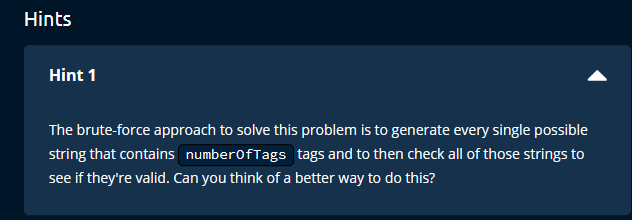 Hints
Hint 1
The brute-force approach to solve this problem is to generate every single possible
string that contains numberOfTags tags and to then check all of those strings to
see if they're valid. Can you think of a better way to do this?